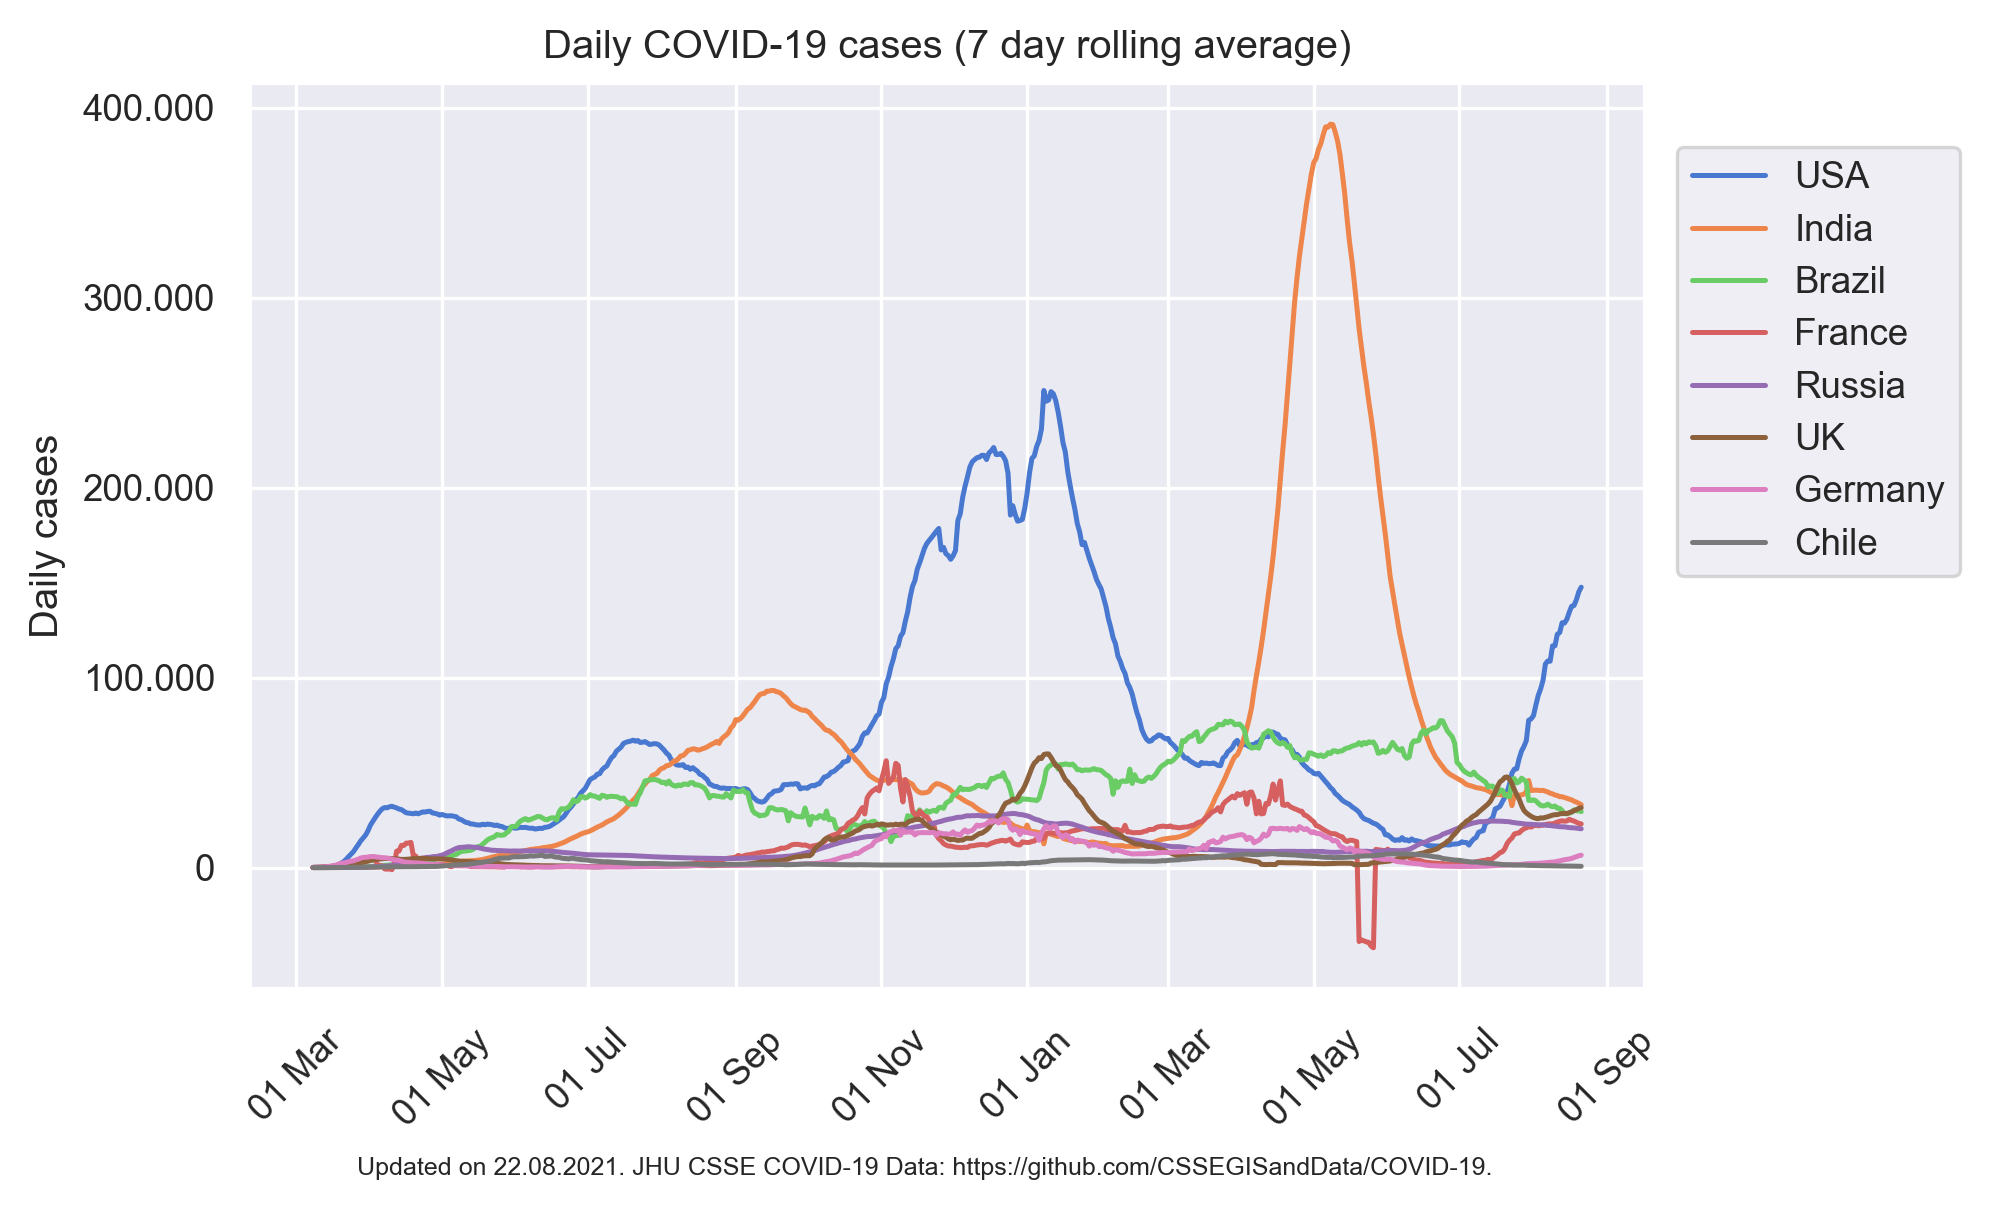 Daily COVID-19 cases (7 day rolling average)
400.000
300.000
200.000
100.000
0
Daily cases
USA
India
Brazil
France
Russia
UK
Germany
Chile
01 Mar
01 May
01 Jul
01 Sep
01 Nov
01 Jan
01 Mar
01 May
01 Jul
01 Sep
Updated on 22.08.2021. JHU CSSE COVID-19 Data: https://github.com/CSSEGISandData/COVID-19.